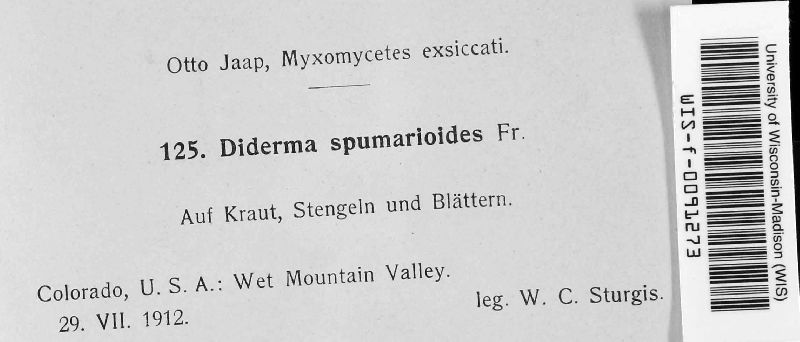 Otto Jaap, Myxomycetes exsiccati.
125. Diderma spumarioides Fr.
Auf Kraut, Stengeln und Blättern.
Colorado, U. S. A.: Wet Mountain Valley.
29. VII. 1912.
leg. W. C. Sturgis.
University of Wisconsin-Madison (WIS)
WIS-f-0091273